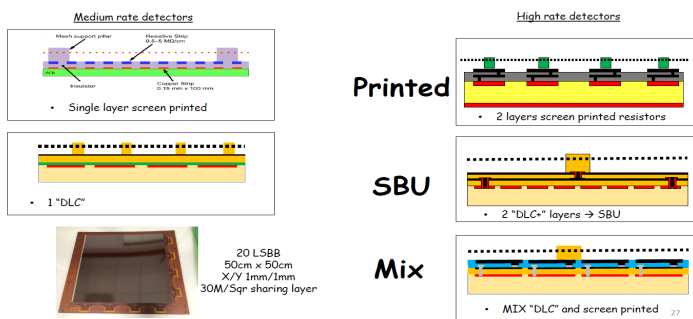 Medium rate detectors
Mesh support pillar
Resistive Strip
0.5–5 MΩ/cm
PCB
Insulator
Copper Strip
0.15 mm x 100 mm
• Single layer screen printed
• 1 “DLC”
20 LSBB
50cm x 50cm
X/Y 1mm/1mm
30M/Sqr sharing layer
High rate detectors
Printed
• 2 layers screen printed resistors
SBU
• 2 “DLC+” layers → SBU
Mix
• MIX “DLC” and screen printed
27